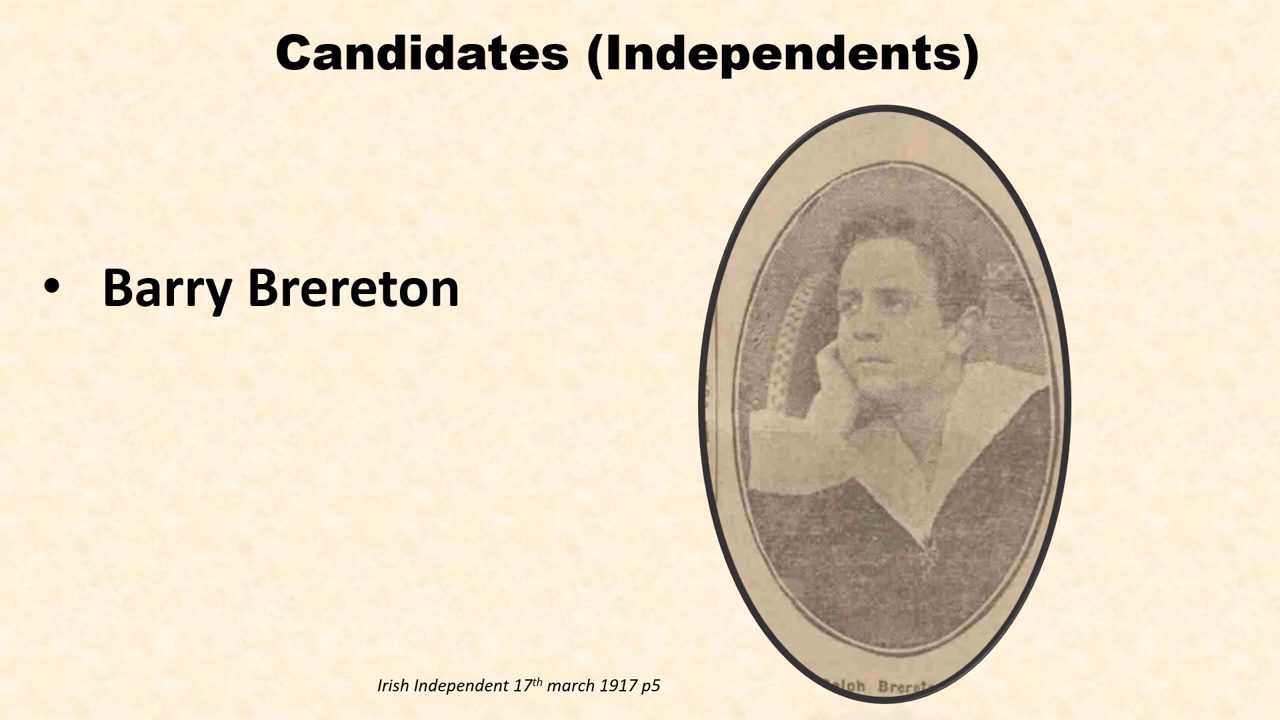 Candidates (Independents)
• Barry Brereton
Irish Independent 17th march 1917 p5